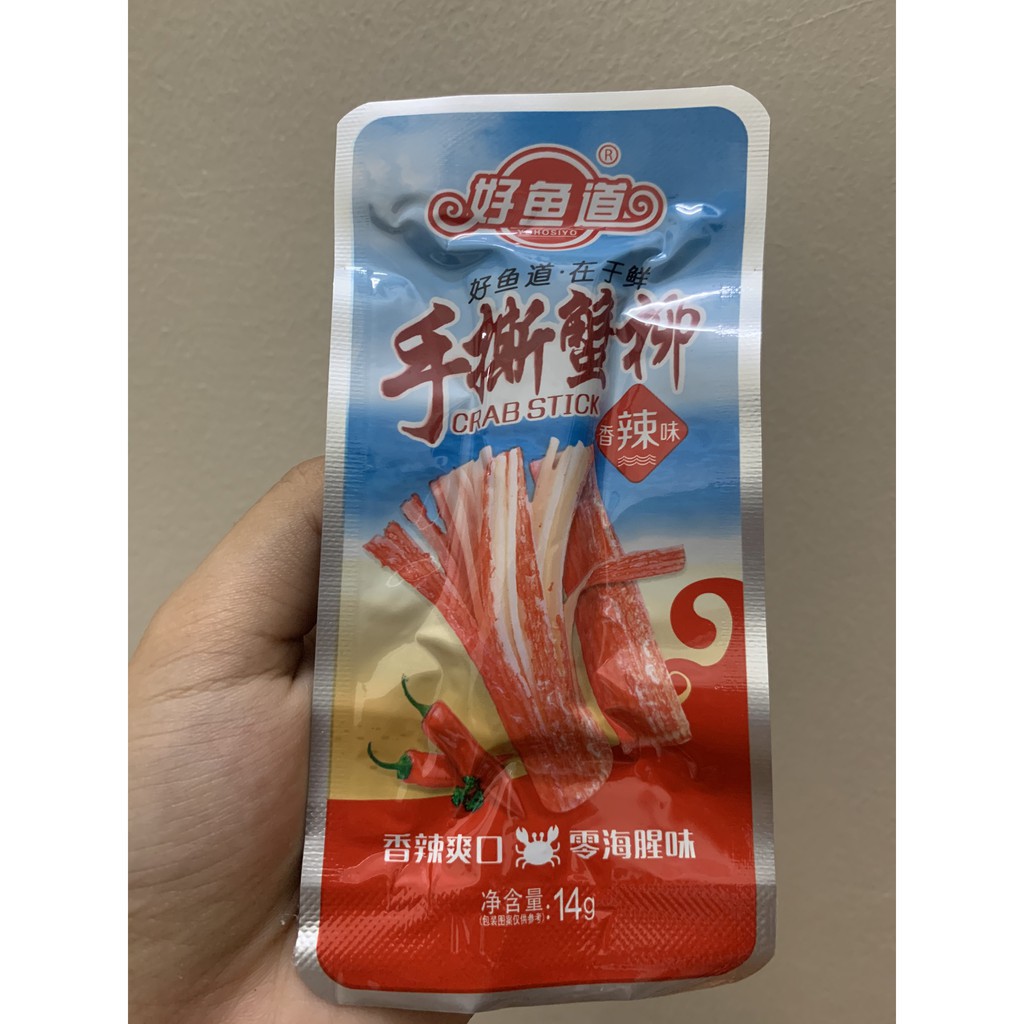 ®
好鱼道
HOSIYO
好鱼道·在于鲜
手撕蟹柳
CRAB STICK
香辣味
香辣爽口 零海腥味
净含量:14g
(包装图案仅供参考)